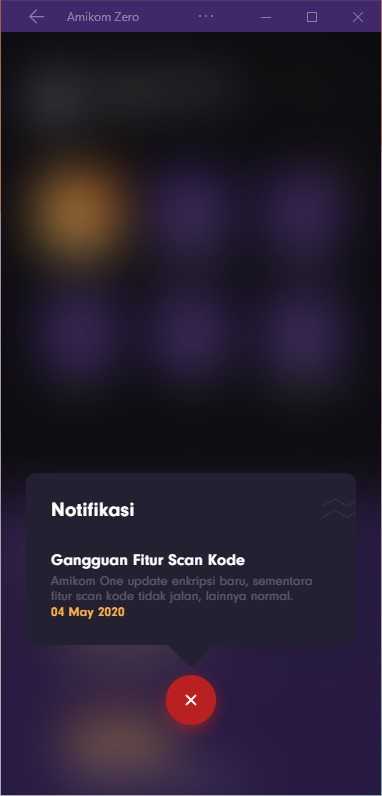 Amikom Zero
Notifikasi
Gangguan Fitur Scan Kode
Amikom One update enkripsi baru, sementara
fitur scan kode tidak jalan, lainnya normal.
04 May 2020